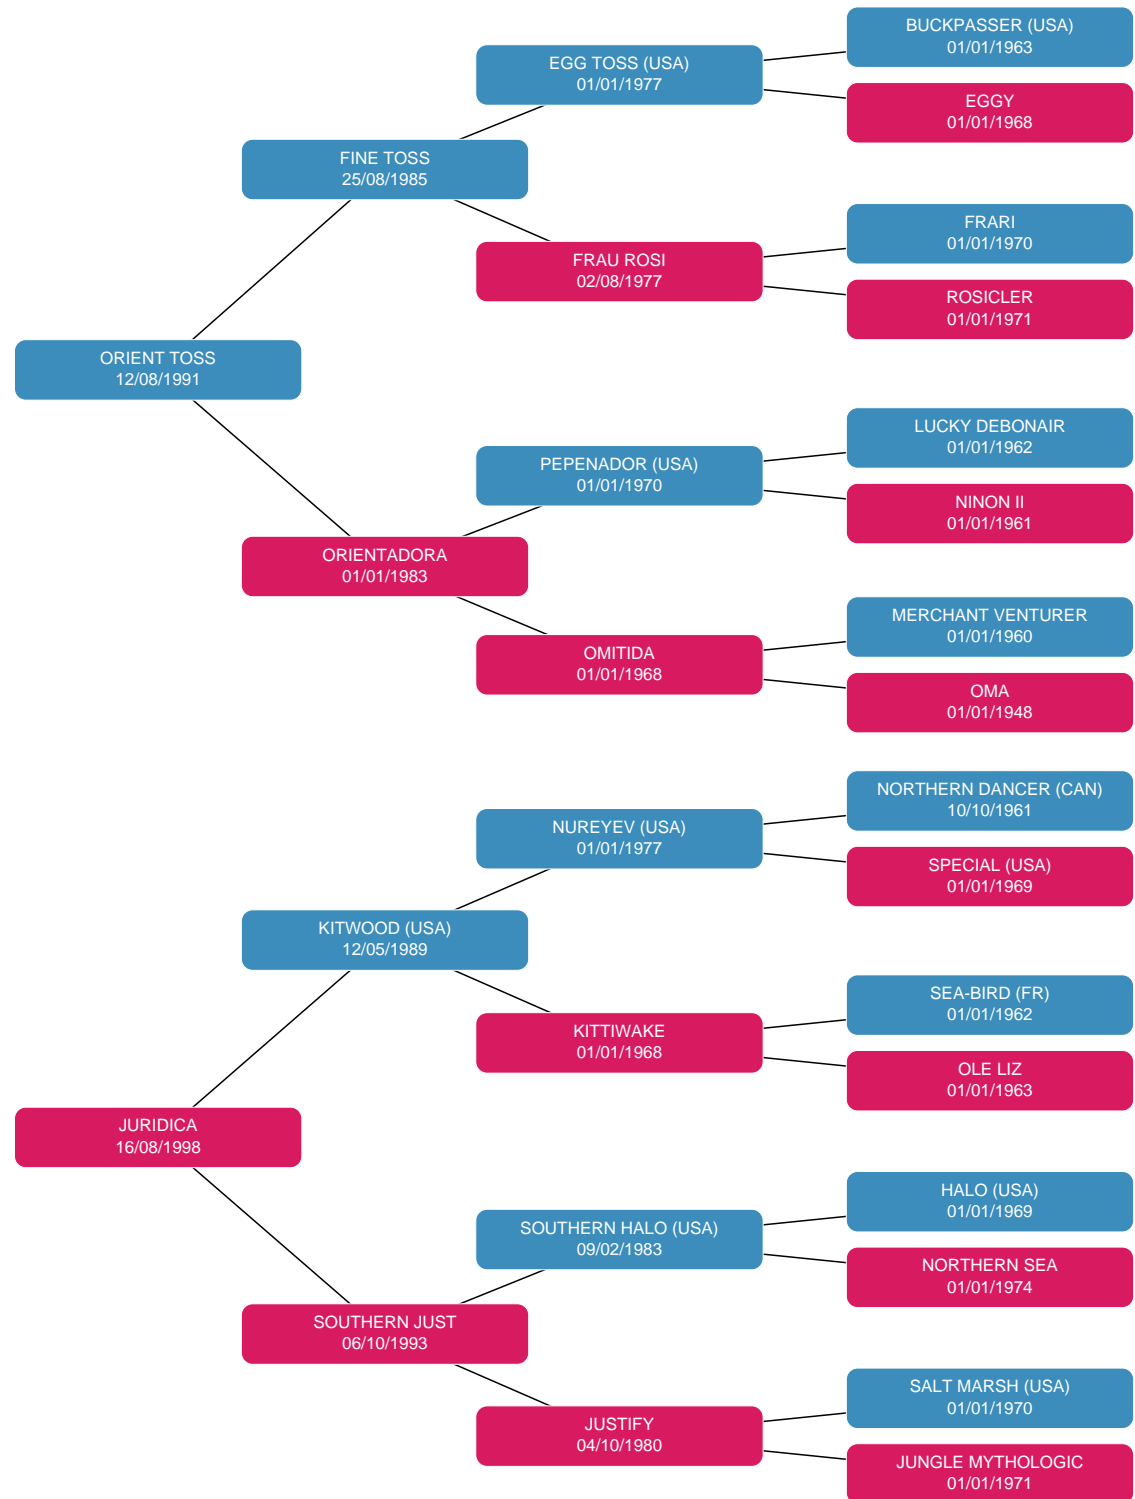 BUCKPASSER (USA)
01/01/1963
EGG TOSS (USA)
01/01/1977
EGGY
01/01/1968
FINE TOSS
25/08/1985
FRARI
01/01/1970
FRAU ROSI
02/08/1977
ROSICLER
01/01/1971
ORIENT TOSS
12/08/1991
LUCKY DEBONAIR
01/01/1962
PEPENADOR (USA)
01/01/1970
NINON II
01/01/1961
ORIENTADORA
01/01/1983
MERCHANT VENTURER
01/01/1960
OMITIDA
01/01/1968
OMA
01/01/1948
NORTHERN DANCER (CAN)
10/10/1961
NUREYEV (USA)
01/01/1977
SPECIAL (USA)
01/01/1969
KITWOOD (USA)
12/05/1989
SEA-BIRD (FR)
01/01/1962
KITTIWAKE
01/01/1968
OLE LIZ
01/01/1963
JURIDICA
16/08/1998
HALO (USA)
01/01/1969
SOUTHERN HALO (USA)
09/02/1983
NORTHERN SEA
01/01/1974
SOUTHERN JUST
06/10/1993
SALT MARSH (USA)
01/01/1970
JUSTIFY
04/10/1980
JUNGLE MYTHOLOGIC
01/01/1971